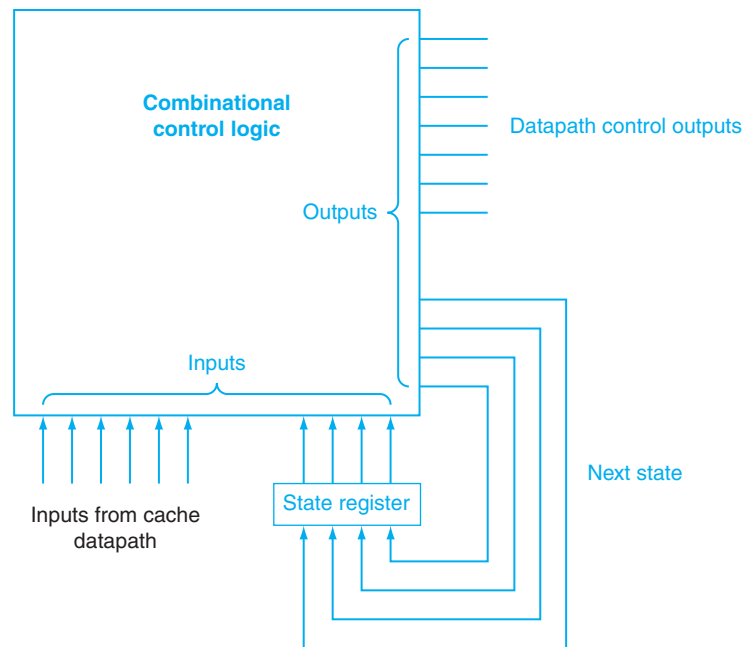 Combinational
control logic
Datapath control outputs
Outputs
Inputs
Next state
State register
Inputs from cache
datapath